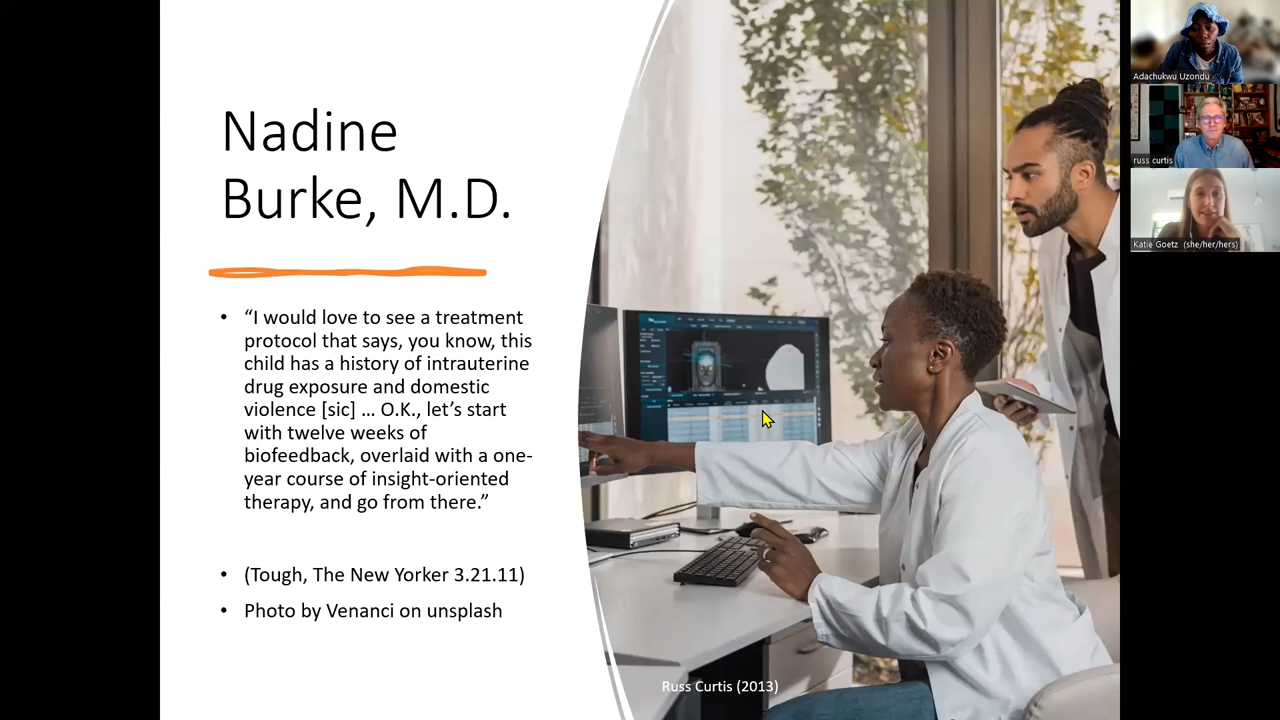 Nadine
Burke, M.D.
• “I would love to see a treatment
protocol that says, you know, this
child has a history of intrauterine
drug exposure and domestic
violence [sic] … O.K., let’s start
with twelve weeks of
biofeedback, overlaid with a one-
year course of insight-oriented
therapy, and go from there.”
• (Tough, The New Yorker 3.21.11)
• Photo by Venanci on unsplash
Russ Curtis (2013)
Adachukwu Uzondu
russ curtis
Katie Goetz (she/her/hers)